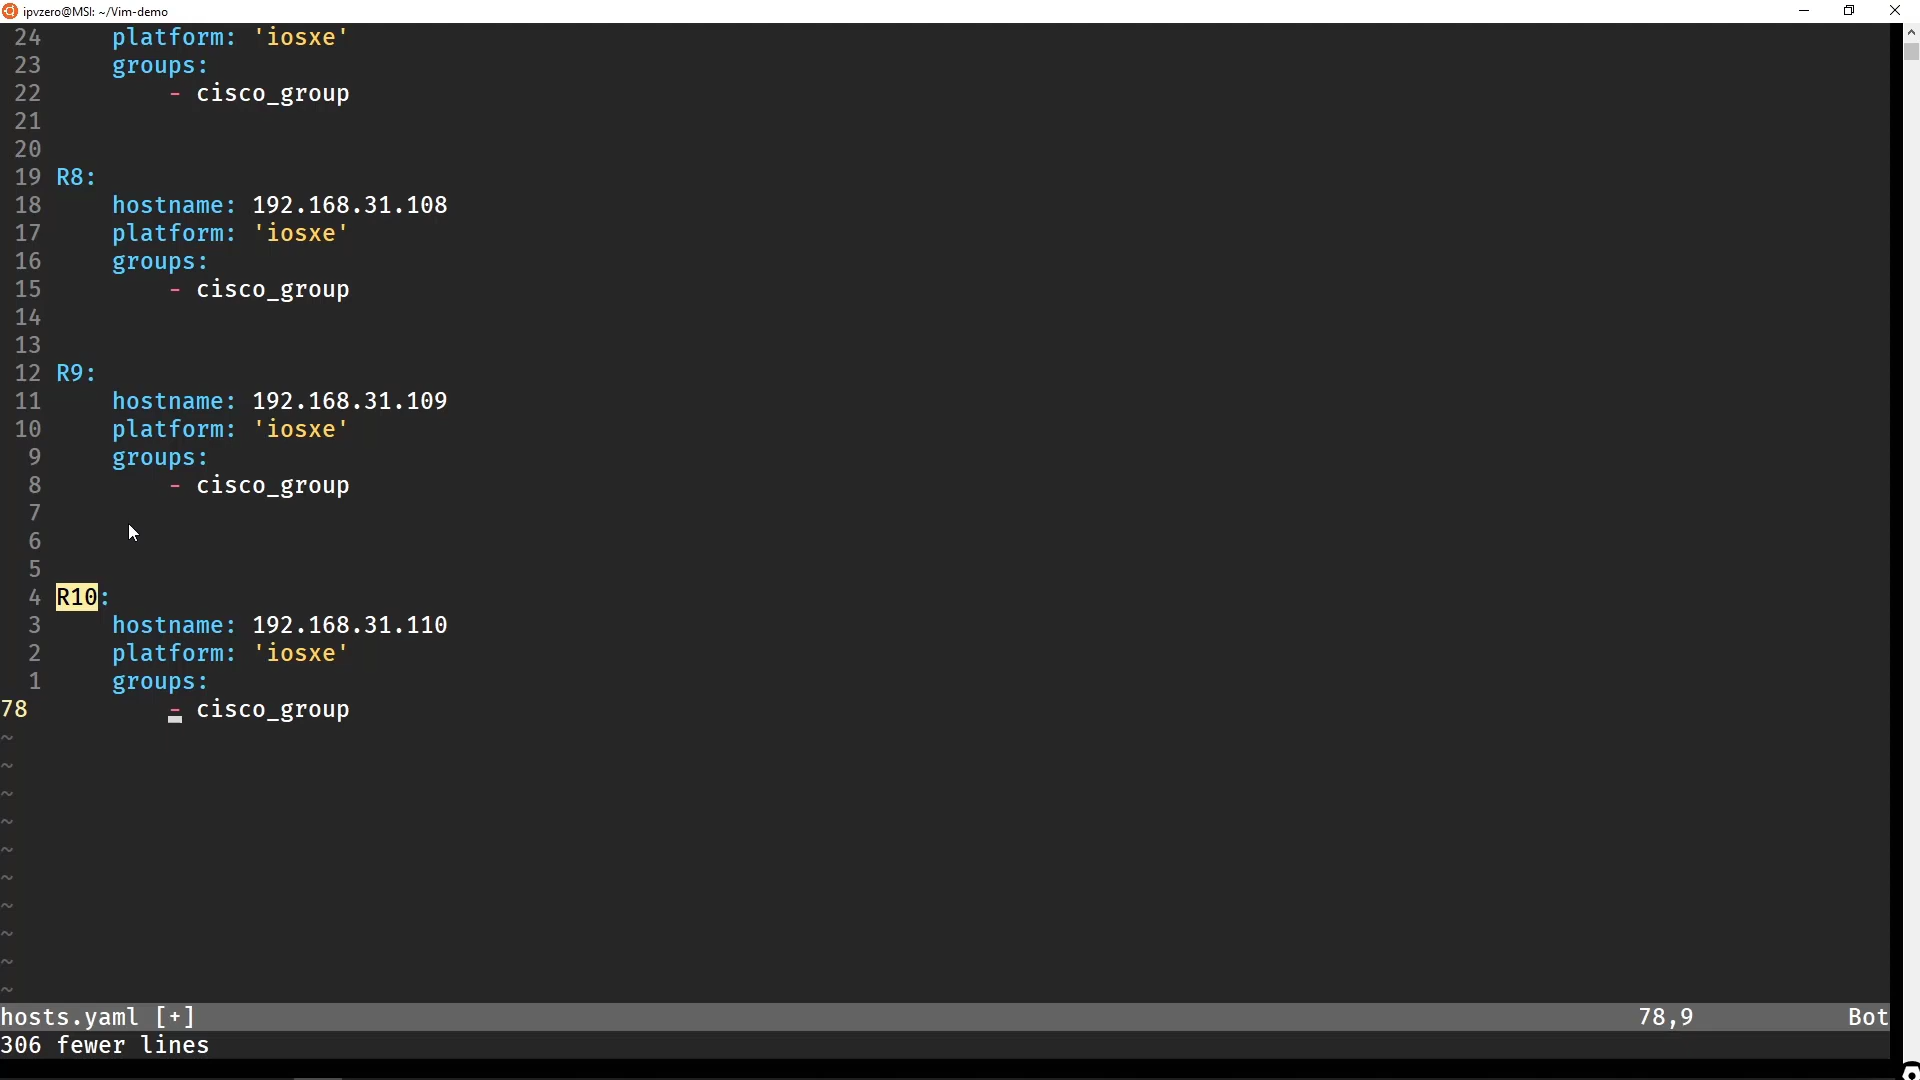 ipvzero@MSI: ~/Vim-demo
24 platform: 'iosxe'
23 groups:
22 - cisco_group
21
20
19 R8:
18 hostname: 192.168.31.108
17 platform: 'iosxe'
16 groups:
15 - cisco_group
14
13
12 R9:
11 hostname: 192.168.31.109
10 platform: 'iosxe'
9 groups:
8 - cisco_group
7
6
5
4 R10:
3 hostname: 192.168.31.110
2 platform: 'iosxe'
1 groups:
78 - cisco_group
~
~
~
~
~
~
~
~
~
~
hosts.yaml [+] 78,9 Bot
306 fewer lines